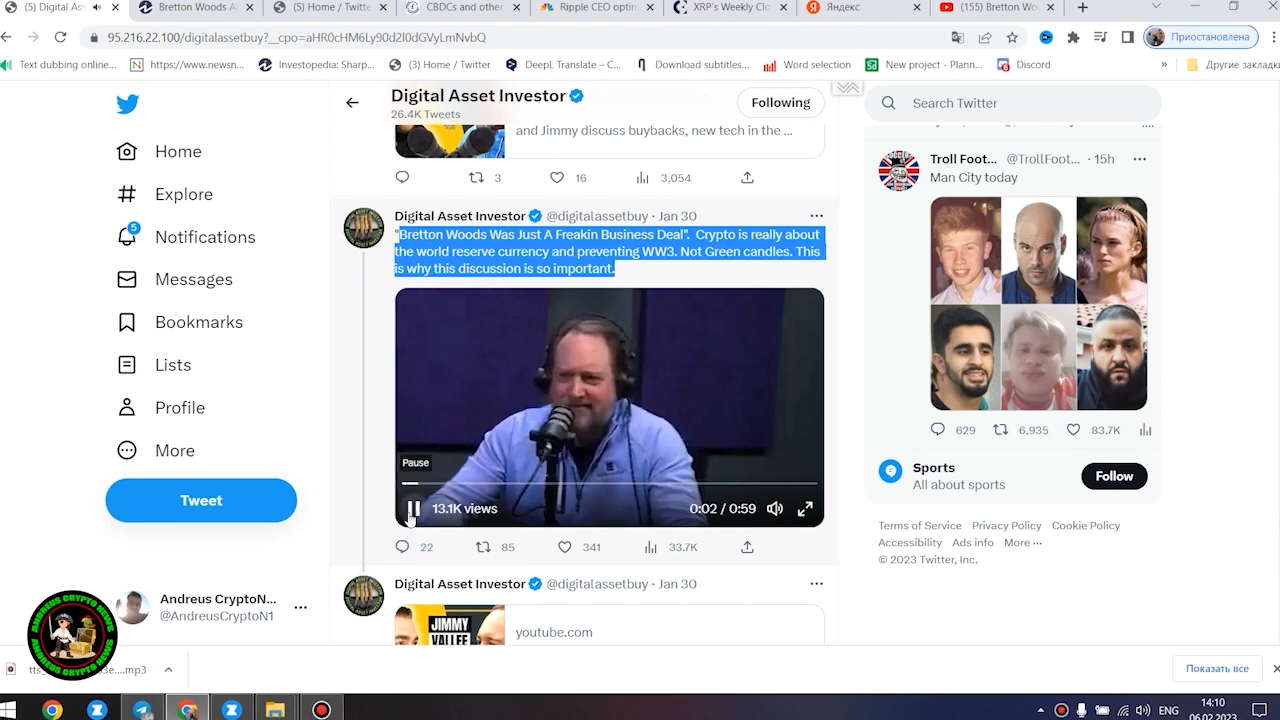 (5) Digital As
Bretton Woods A
(5) Home / Twitte
CBDCs and other
Ripple CEO optim
XRP's Weekly Clo
Яндекс
(155) Bretton Wo
95.216.22.100/digitalassetbuy?__cpo=aHR0cHM6Ly90d2l0dGVyLmNvbQ
Приостановлена
Text dubbing online...
https://www.newsn...
Investopedia: Sharp...
(3) Home / Twitter
DeepL Translate – C...
Download subtitles...
Word selection
New project - Plann...
Discord
»
Другие закладки
Digital Asset Investor
26.4K Tweets
Following
Search Twitter
Home
Explore
5
Notifications
Messages
Bookmarks
Lists
Profile
More
Tweet
Andreus CryptoN...
@AndreusCryptoN1
ANDREUS CRYPTO NEWS
ANDREUS CRYPTO NEWS
and Jimmy discuss buybacks, new tech in the ...
3
16
3,054
Digital Asset Investor @digitalassetbuy · Jan 30
"Bretton Woods Was Just A Freakin Business Deal". Crypto is really about
the world reserve currency and preventing WW3. Not Green candles. This
is why this discussion is so important.
Pause
13.1K views
0:02 / 0:59
22
85
341
33.7K
Digital Asset Investor @digitalassetbuy · Jan 30
JIMMY
VALLEE
youtube.com
Troll Foot... @TrollFoot... · 15h
Man City today
629
6,935
83.7K
Sports
All about sports
Follow
Terms of Service Privacy Policy Cookie Policy
Accessibility Ads info More ···
© 2023 Twitter, Inc.
Показать все
ENG
14:10
06.02.2023